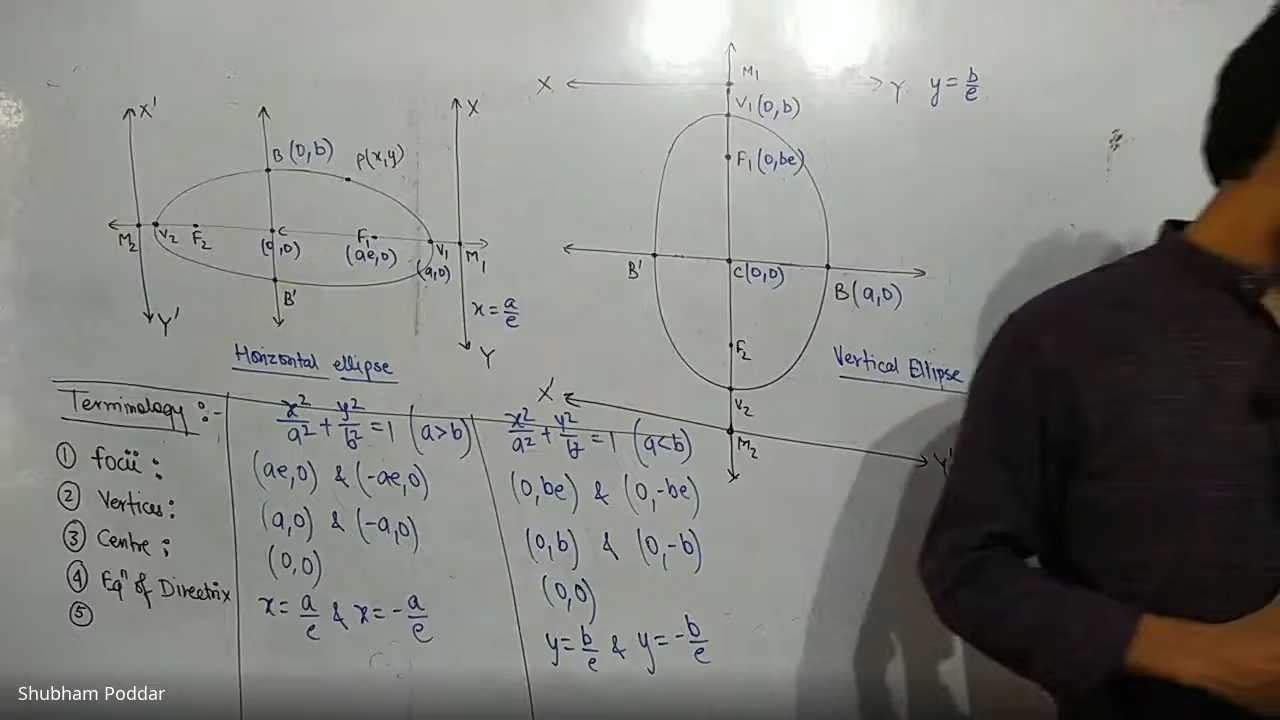 X'
X
B (0,b)
P(x,y)
M₂
V₂
F₂
C
(0,0)
F₁
(ae,0)
V₁
(a,0)
M₁
B'
x = a/e
Y'
Y
Horizontal ellipse
X
M₁
Y
y = b/e
V₁ (0,b)
F₁ (0,be)
B'
C(0,0)
B (a,0)
F₂
Vertical Ellipse
X'
V₂
M₂
Y'
Terminology :-
x²/a² + y²/b² = 1 (a>b)
x²/a² + y²/b² = 1 (a<b)
① focii :
(ae,0) & (-ae,0)
(0,be) & (0,-be)
② Vertices :
(a,0) & (-a,0)
(0,b) & (0,-b)
③ Centre ;
(0,0)
(0,0)
④ Eqⁿ of Directrix
x = a/e & x = -a/e
y = b/e & y = -b/e
⑤
Shubham Poddar